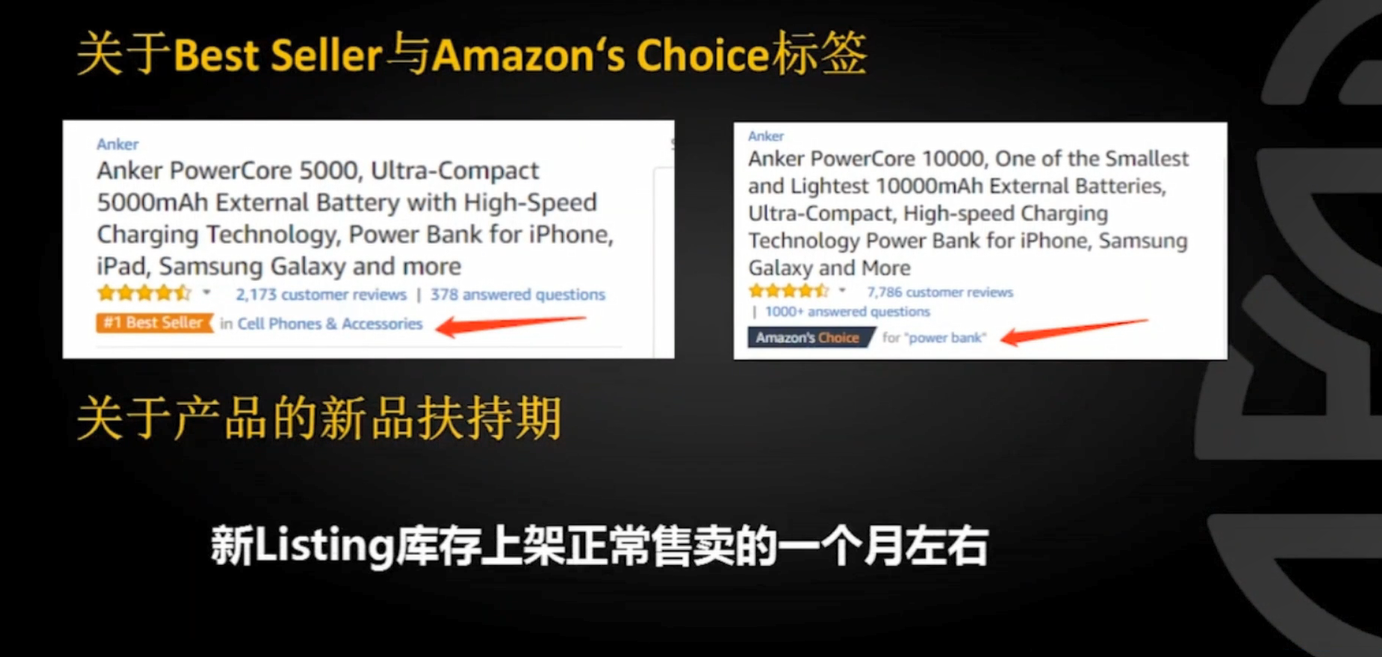 关于Best Seller与Amazon‘s Choice标签
Anker
Anker PowerCore 5000, Ultra-Compact
5000mAh External Battery with High-Speed
Charging Technology, Power Bank for iPhone,
iPad, Samsung Galaxy and more
2,173 customer reviews | 378 answered questions
#1 Best Seller in Cell Phones & Accessories
Anker
Anker PowerCore 10000, One of the Smallest
and Lightest 10000mAh External Batteries,
Ultra-Compact, High-speed Charging
Technology Power Bank for iPhone, Samsung
Galaxy and More
7,786 customer reviews
| 1000+ answered questions
Amazon's Choice for "power bank"
关于产品的新品扶持期
新Listing库存上架正常售卖的一个月左右